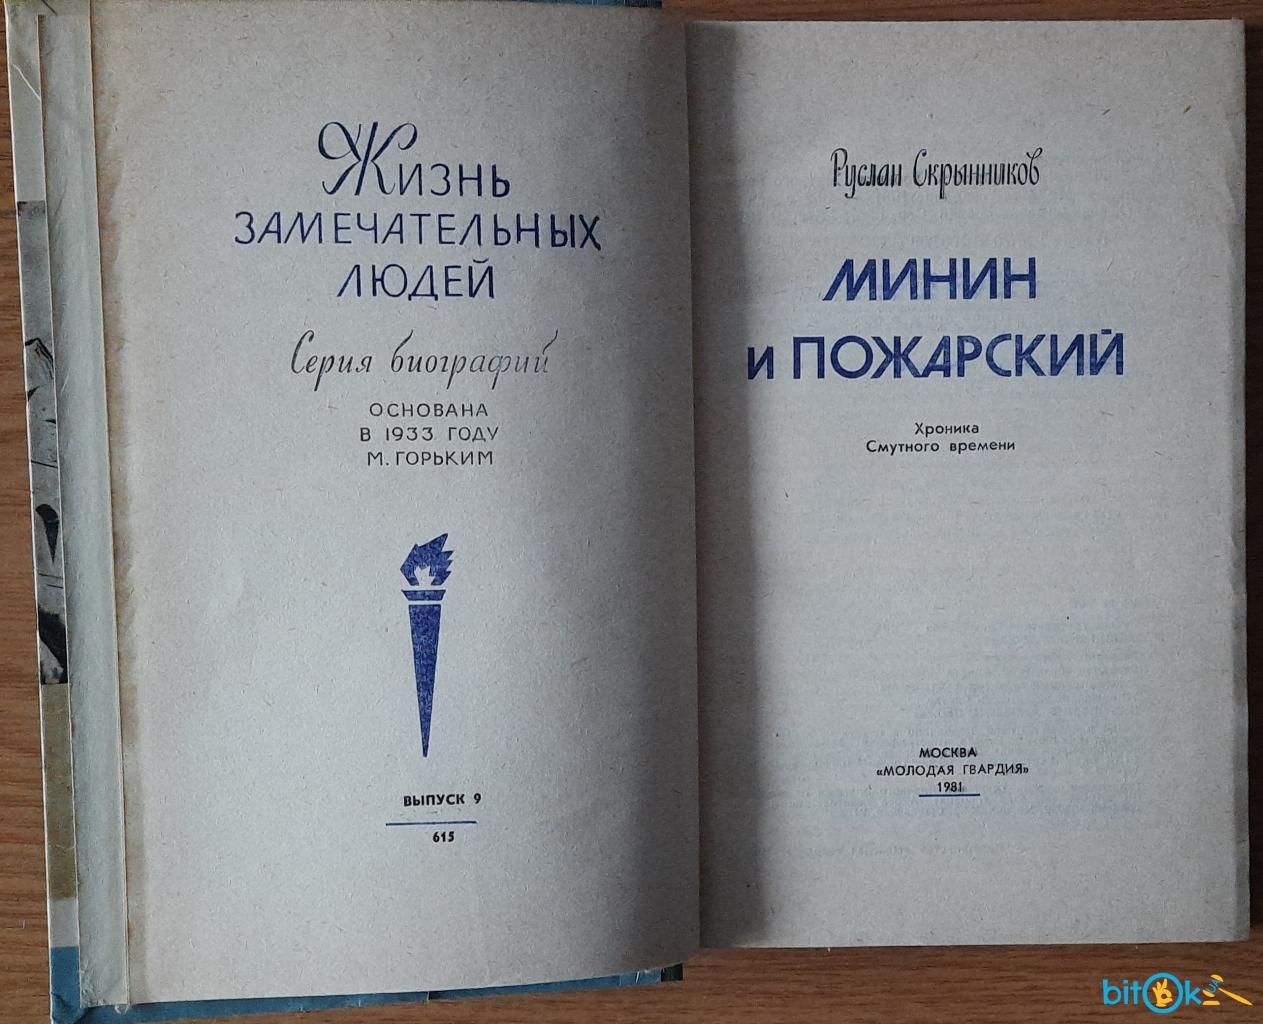 Жизнь
ЗАМЕЧАТЕЛЬНЫХ
ЛЮДЕЙ
Серия биографий
ОСНОВАНА
В 1933 ГОДУ
М. ГОРЬКИМ
ВЫПУСК 9
615
Руслан Скрынников
МИНИН
и ПОЖАРСКИЙ
Хроника
Смутного времени
МОСКВА
«МОЛОДАЯ ГВАРДИЯ»
1981
bitOk UA